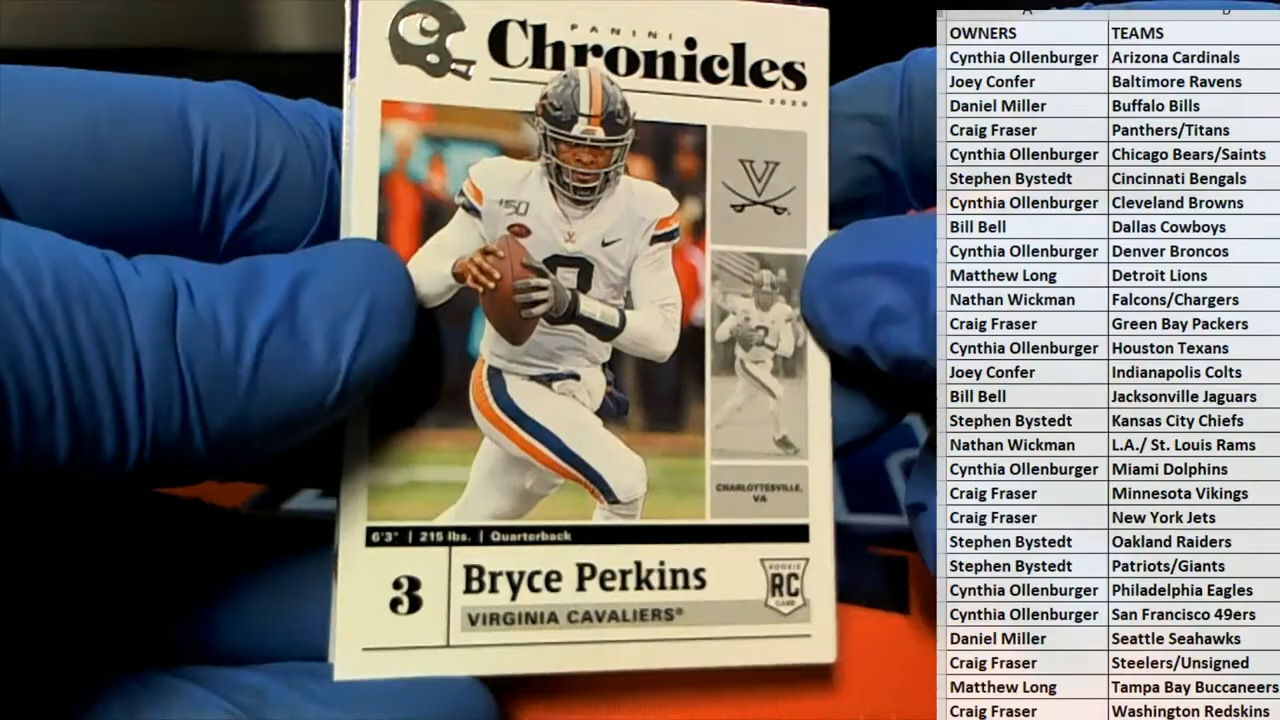 PANINI
Chronicles
2020
150
CHARLOTTESVILLE,
VA
6'3" | 215 lbs. | Quarterback
3
Bryce Perkins
VIRGINIA CAVALIERS®
ROOKIE
RC
CARD
OWNERS TEAMS
Cynthia Ollenburger Arizona Cardinals
Joey Confer Baltimore Ravens
Daniel Miller Buffalo Bills
Craig Fraser Panthers/Titans
Cynthia Ollenburger Chicago Bears/Saints
Stephen Bystedt Cincinnati Bengals
Cynthia Ollenburger Cleveland Browns
Bill Bell Dallas Cowboys
Cynthia Ollenburger Denver Broncos
Matthew Long Detroit Lions
Nathan Wickman Falcons/Chargers
Craig Fraser Green Bay Packers
Cynthia Ollenburger Houston Texans
Joey Confer Indianapolis Colts
Bill Bell Jacksonville Jaguars
Stephen Bystedt Kansas City Chiefs
Nathan Wickman L.A./ St. Louis Rams
Cynthia Ollenburger Miami Dolphins
Craig Fraser Minnesota Vikings
Craig Fraser New York Jets
Stephen Bystedt Oakland Raiders
Stephen Bystedt Patriots/Giants
Cynthia Ollenburger Philadelphia Eagles
Cynthia Ollenburger San Francisco 49ers
Daniel Miller Seattle Seahawks
Craig Fraser Steelers/Unsigned
Matthew Long Tampa Bay Buccaneers
Craig Fraser Washington Redskins